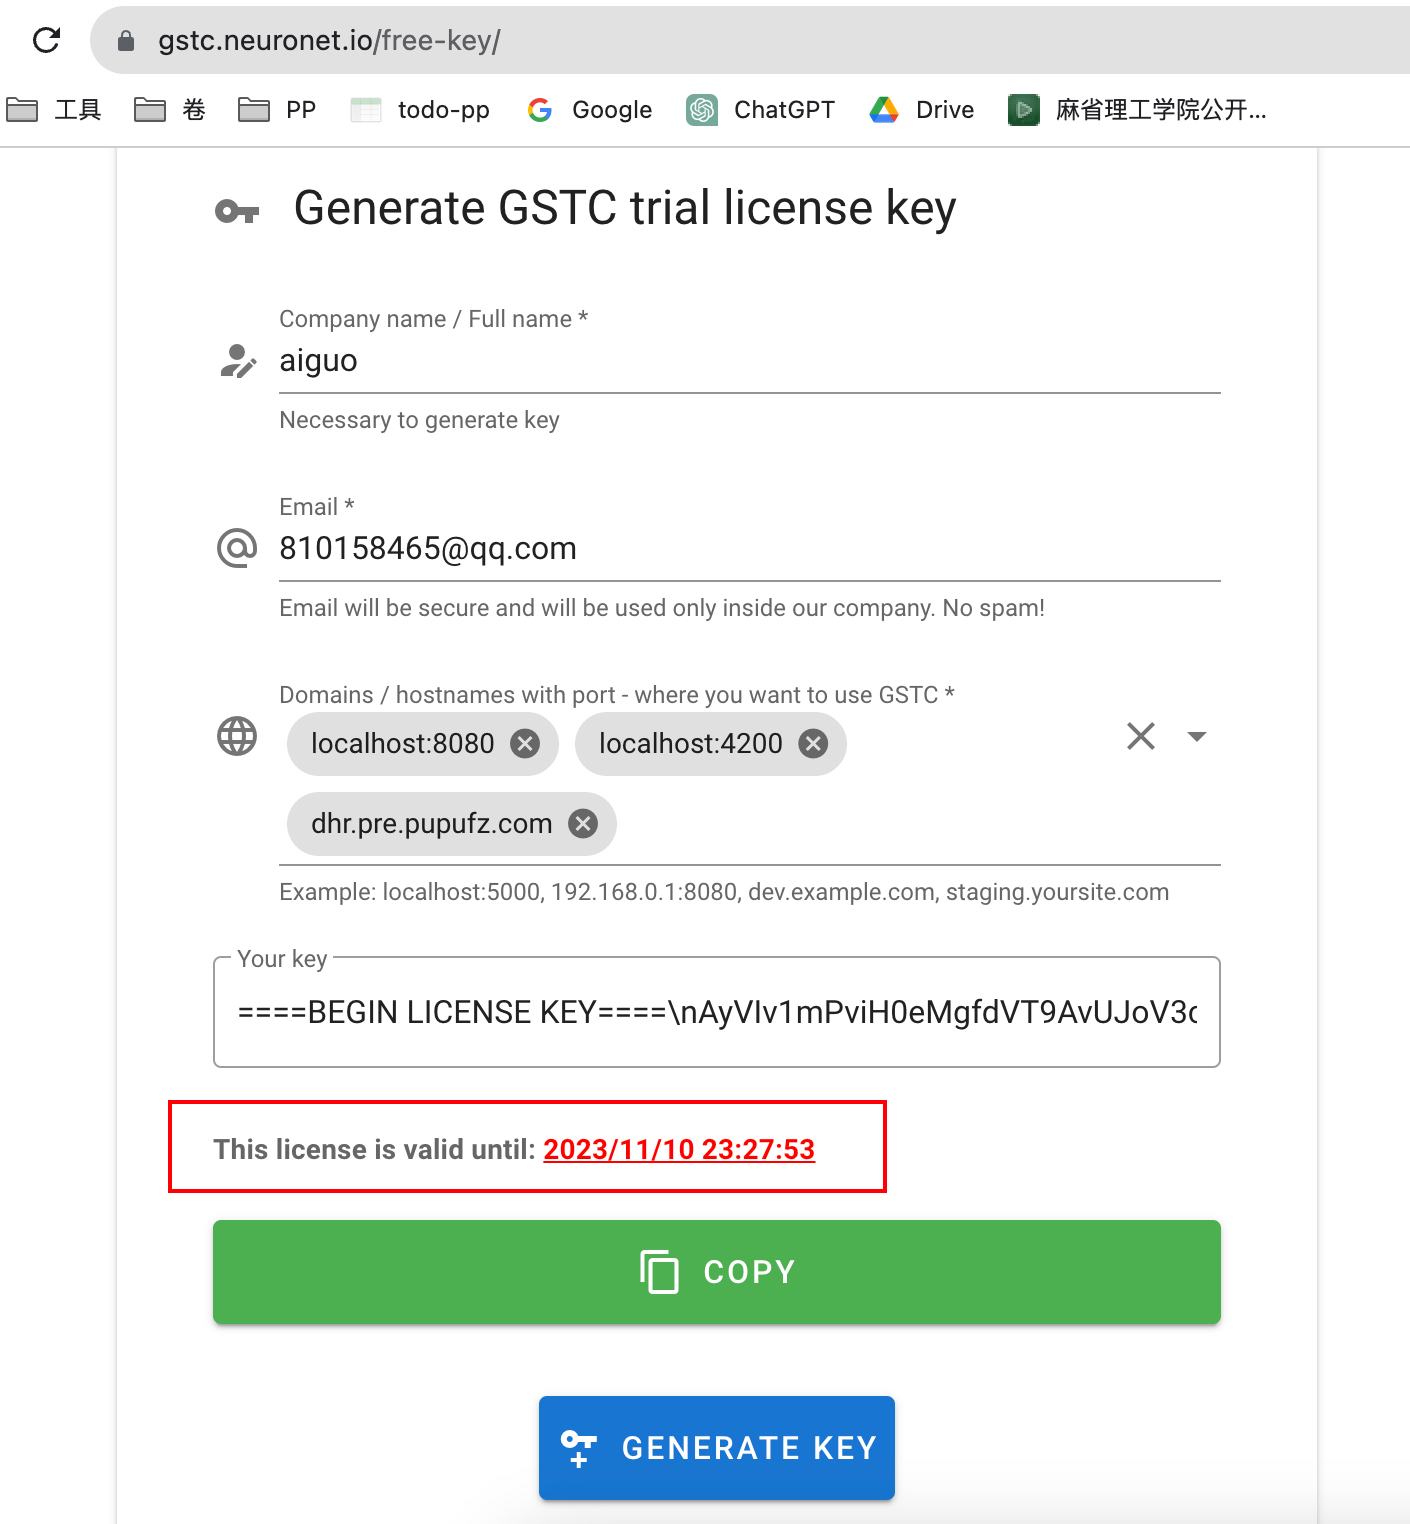 gstc.neuronet.io/free-key/
工具 卷 PP todo-pp Google ChatGPT Drive 麻省理工学院公开...
Generate GSTC trial license key
Company name / Full name *
aiguo
Necessary to generate key
Email *
810158465@qq.com
Email will be secure and will be used only inside our company. No spam!
Domains / hostnames with port - where you want to use GSTC *
localhost:8080 localhost:4200
dhr.pre.pupufz.com
Example: localhost:5000, 192.168.0.1:8080, dev.example.com, staging.yoursite.com
Your key
====BEGIN LICENSE KEY====\nAyVIv1mPviH0eMgfdVT9AvUJoV3c
This license is valid until: 2023/11/10 23:27:53
COPY
GENERATE KEY